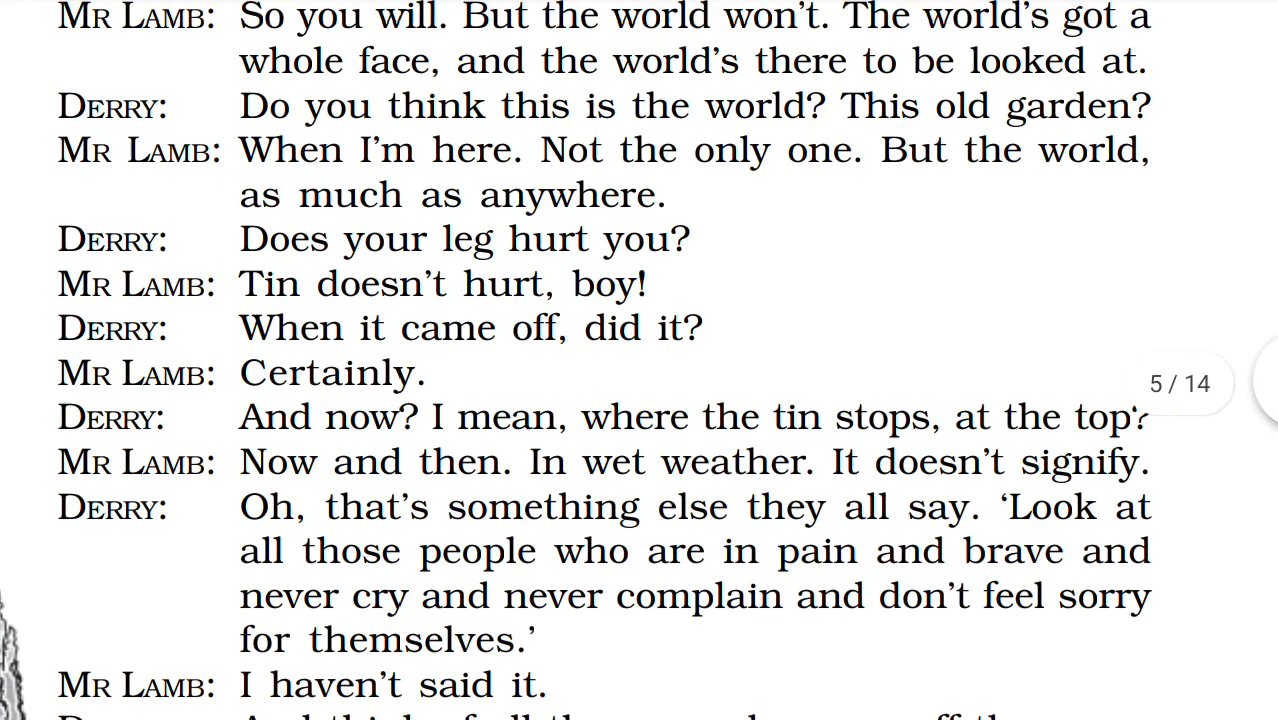 MR LAMB: So you will. But the world won't. The world's got a
whole face, and the world's there to be looked at.
DERRY: Do you think this is the world? This old garden?
MR LAMB: When I'm here. Not the only one. But the world,
as much as anywhere.
DERRY: Does your leg hurt you?
MR LAMB: Tin doesn't hurt, boy!
DERRY: When it came off, did it?
MR LAMB: Certainly.
5 / 14
DERRY: And now? I mean, where the tin stops, at the top?
MR LAMB: Now and then. In wet weather. It doesn't signify.
DERRY: Oh, that's something else they all say. ‘Look at
all those people who are in pain and brave and
never cry and never complain and don't feel sorry
for themselves.’
MR LAMB: I haven't said it.